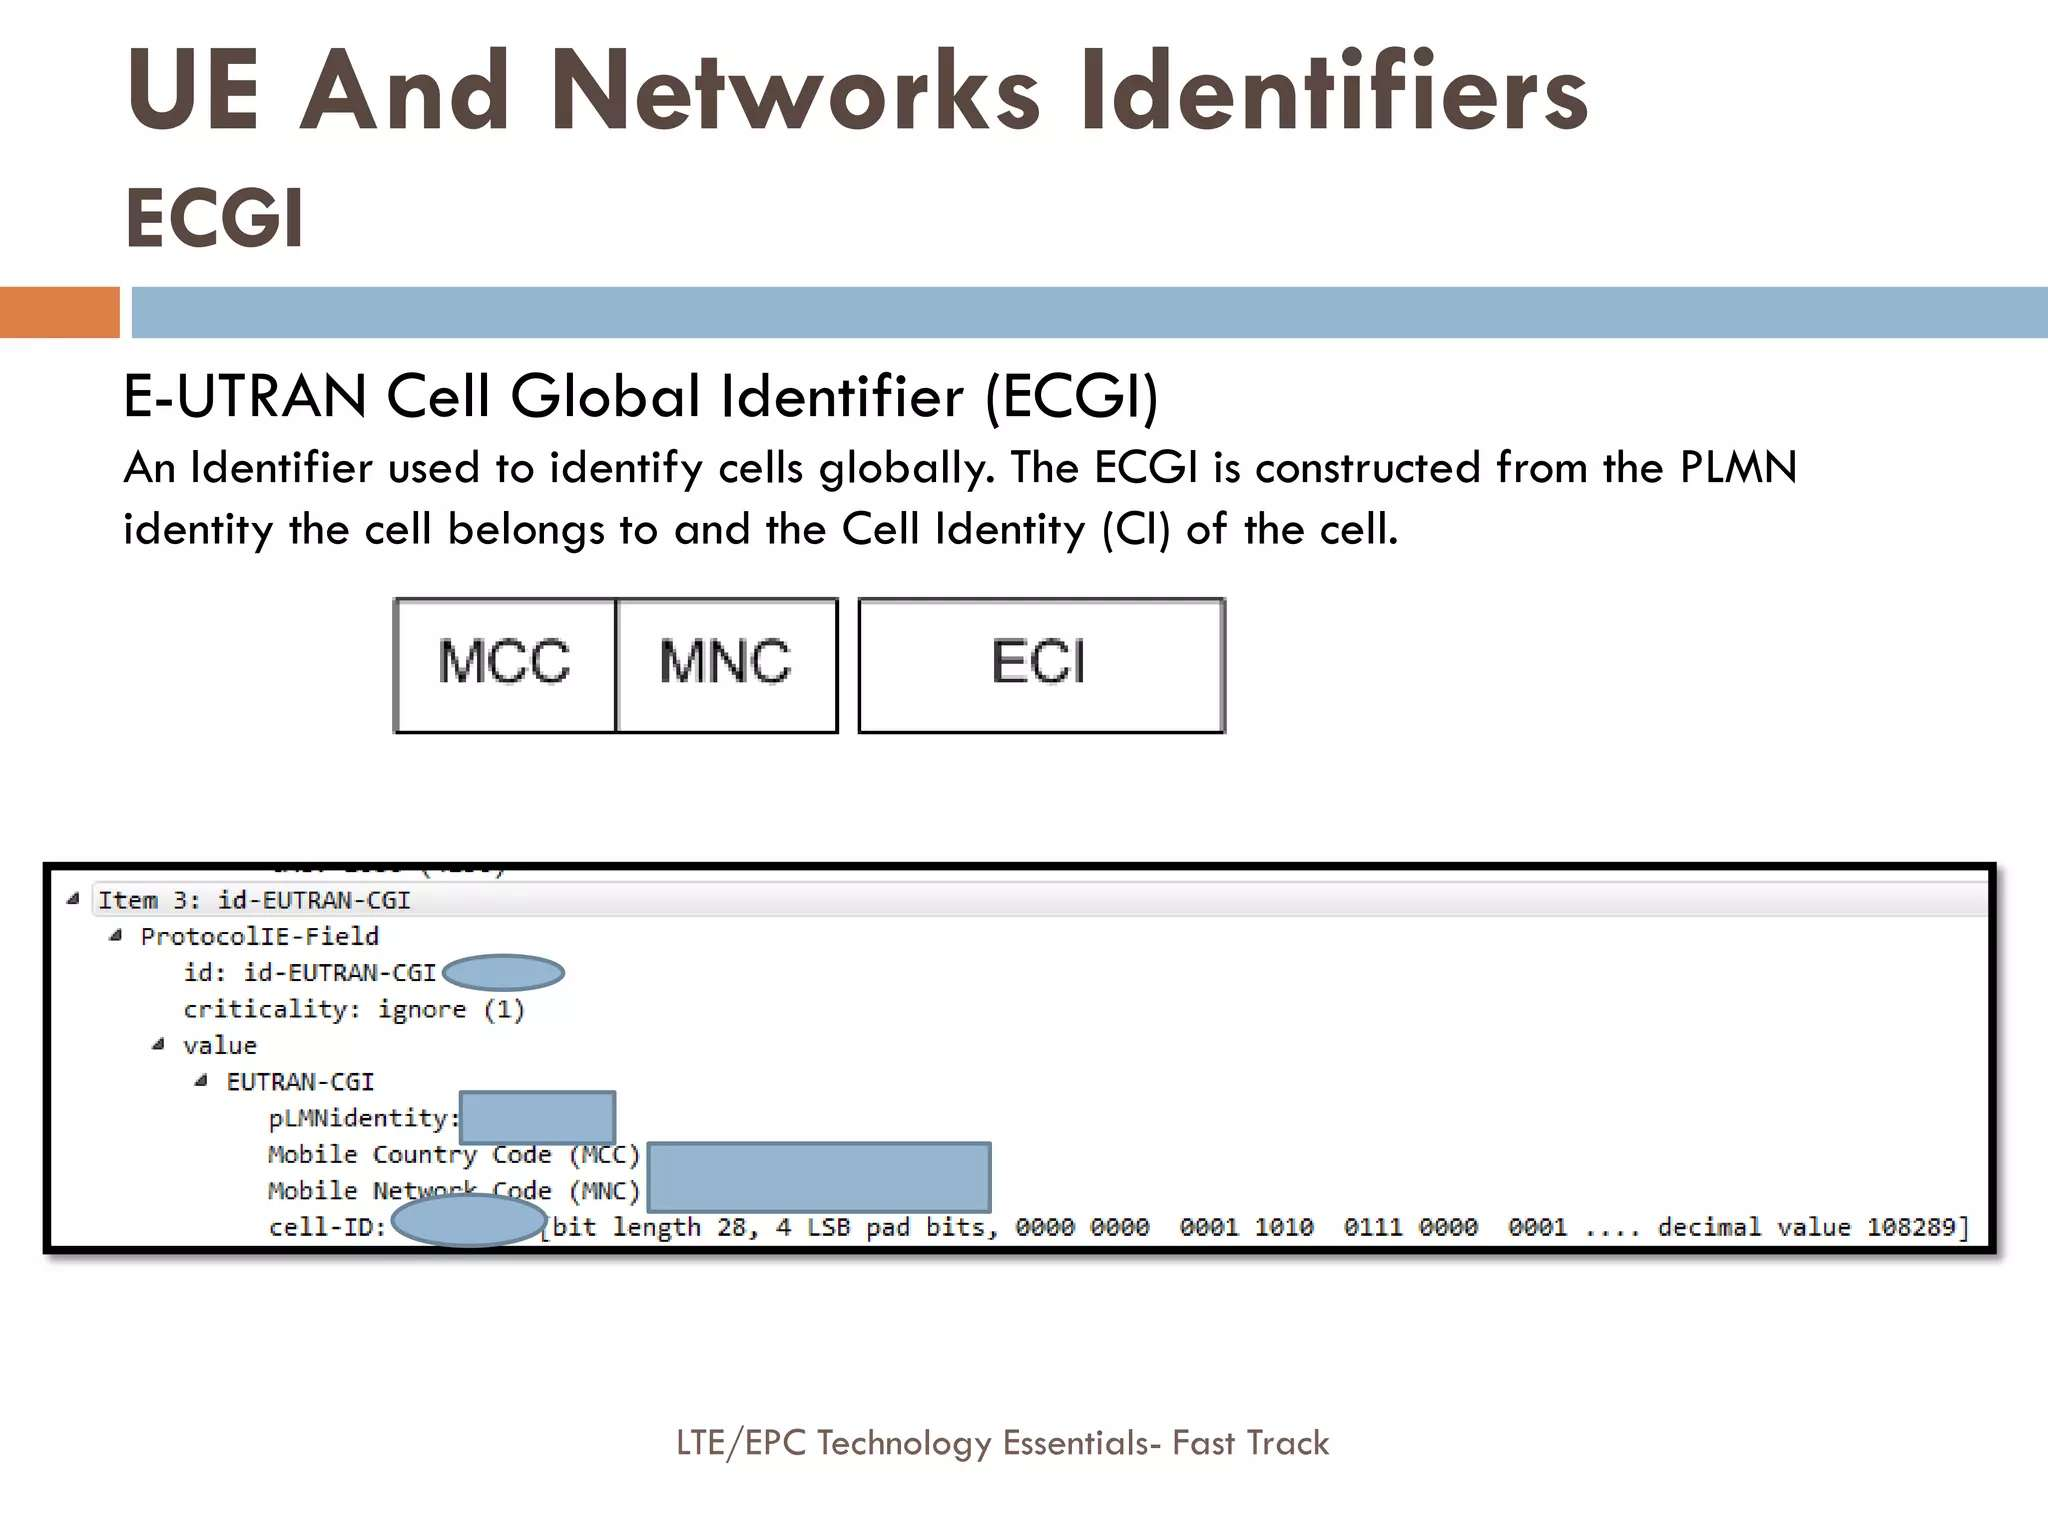 UE And Networks Identifiers
ECGI
E-UTRAN Cell Global Identifier (ECGI)
An Identifier used to identify cells globally. The ECGI is constructed from the PLMN
identity the cell belongs to and the Cell Identity (CI) of the cell.
MCC MNC ECI
Item 3: id-EUTRAN-CGI
ProtocolIE-Field
id: id-EUTRAN-CGI
criticality: ignore (1)
value
EUTRAN-CGI
pLMNidentity:
Mobile Country Code (MCC)
Mobile Network Code (MNC)
cell-ID: [bit length 28, 4 LSB pad bits, 0000 0000 0001 1010 0111 0000 0001 .... decimal value 108289]
LTE/EPC Technology Essentials- Fast Track